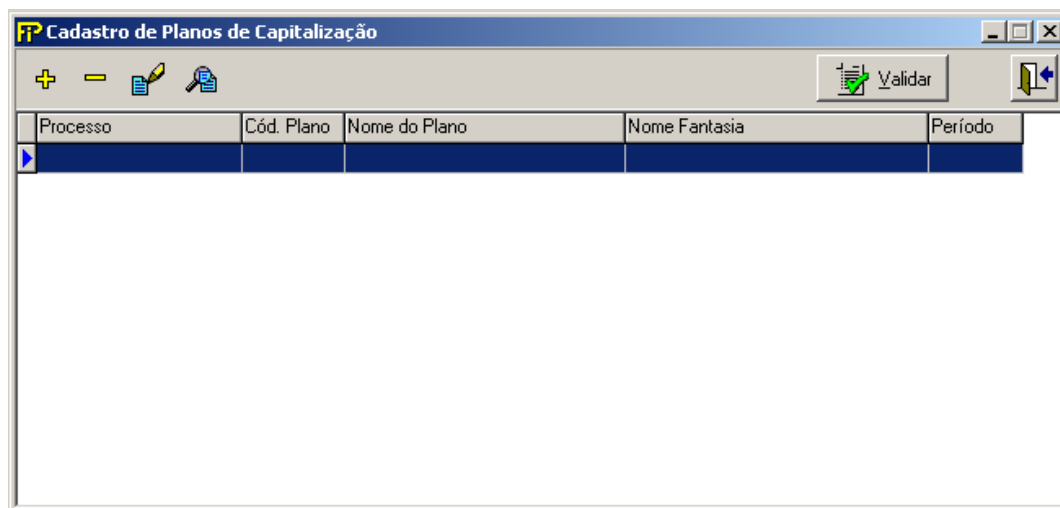 FIP Cadastro de Planos de Capitalização
Validar
Processo Cód. Plano Nome do Plano Nome Fantasia Período